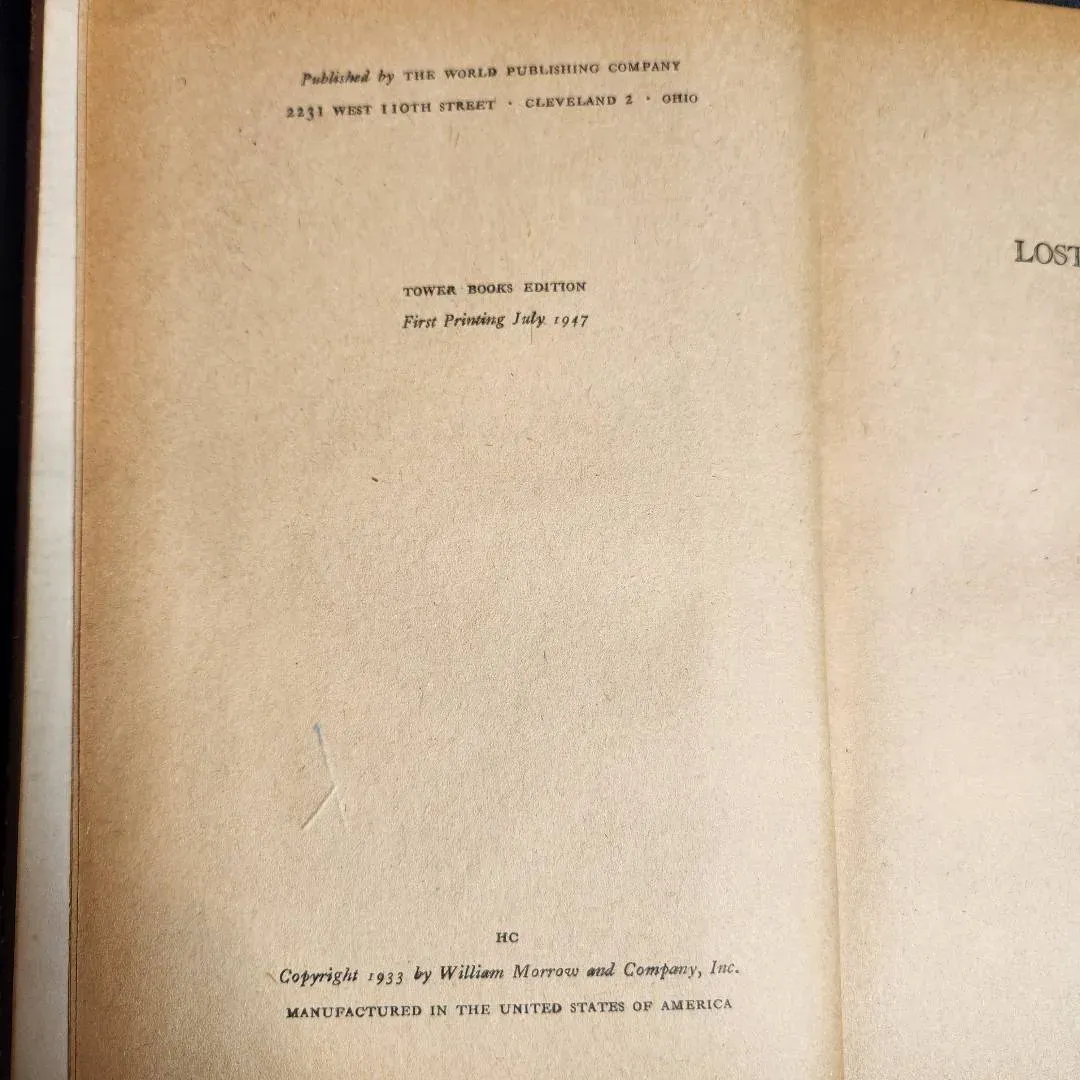 Published by THE WORLD PUBLISHING COMPANY
2231 WEST 110TH STREET · CLEVELAND 2 · OHIO
TOWER BOOKS EDITION
First Printing July 1947
HC
Copyright 1933 by William Morrow and Company, Inc.
MANUFACTURED IN THE UNITED STATES OF AMERICA
LOST